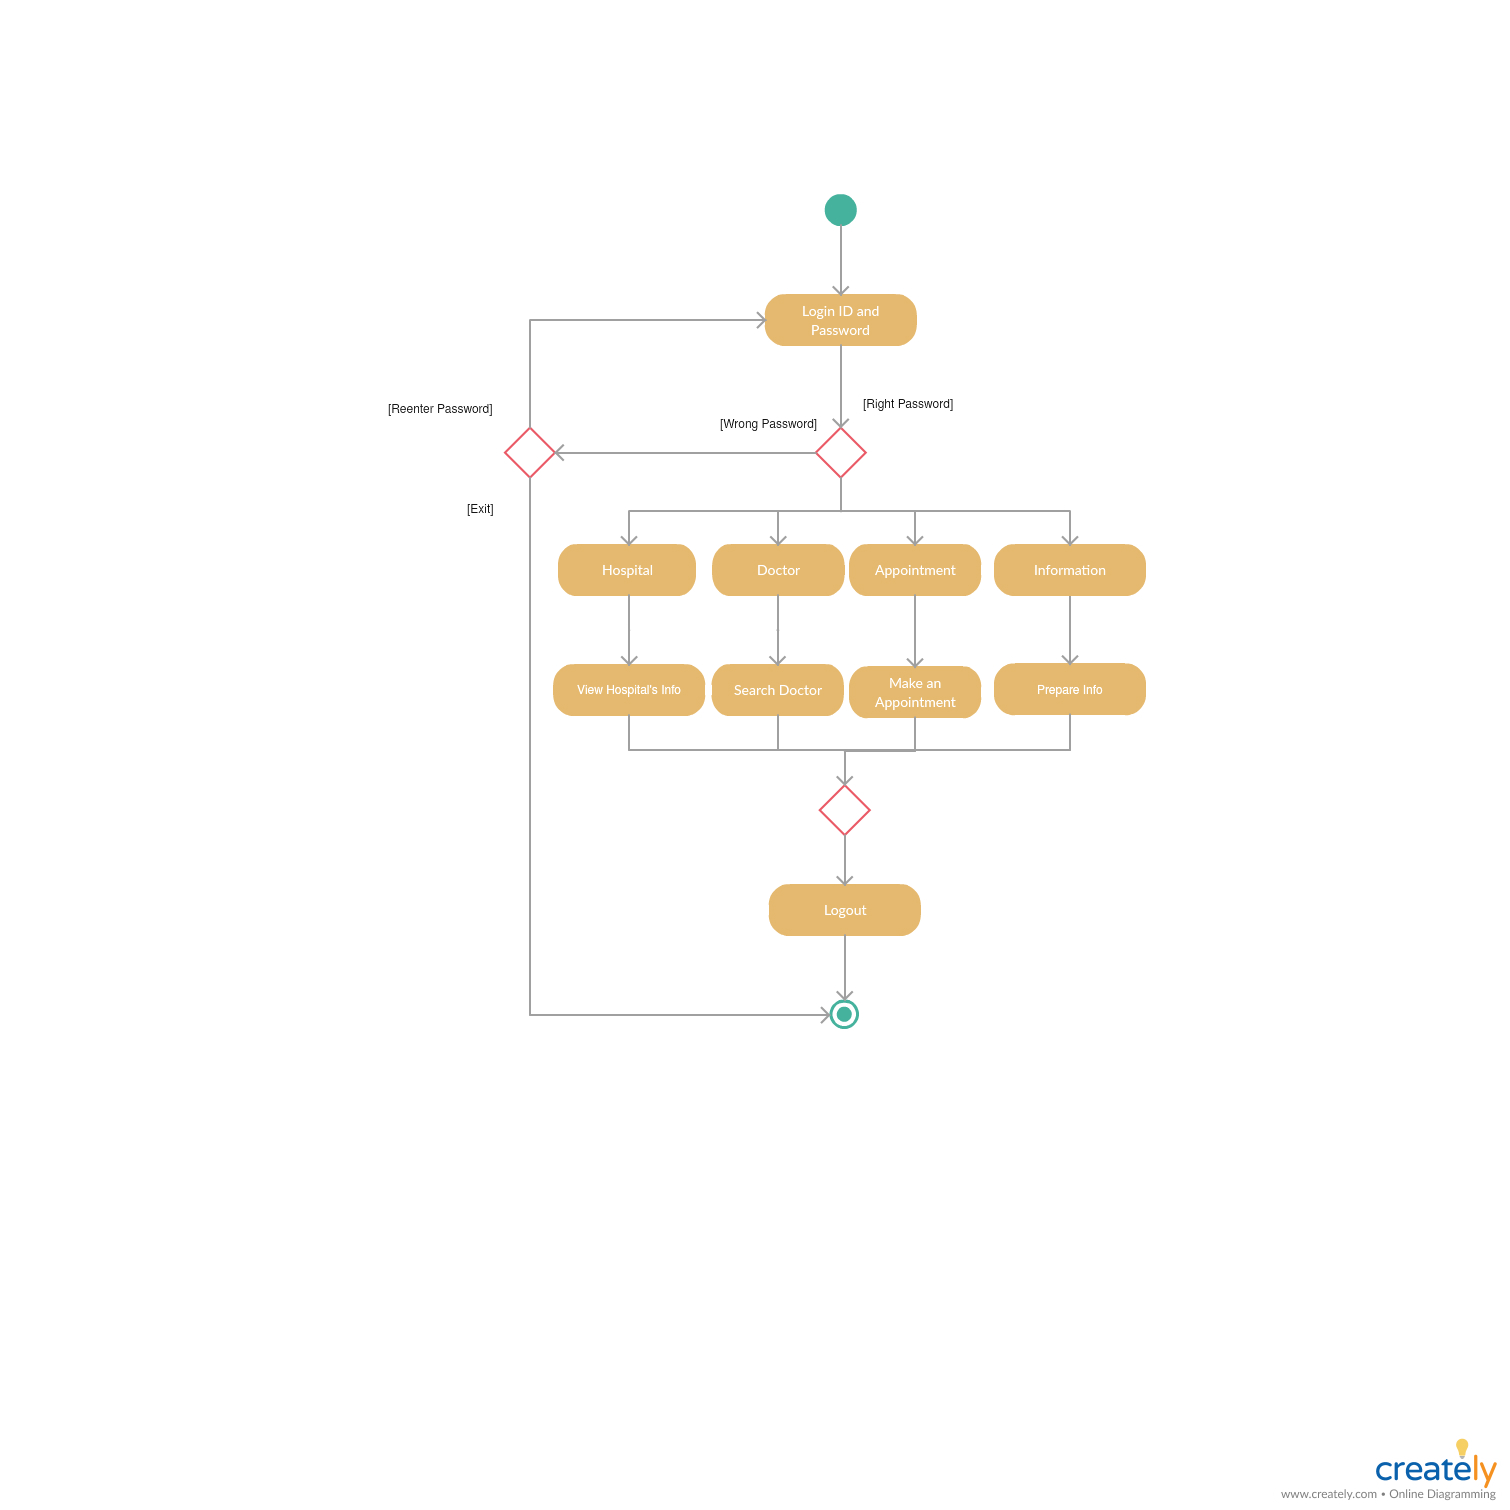 Login ID and
Password
[Reenter Password]
[Right Password]
[Wrong Password]
[Exit]
Hospital
Doctor
Appointment
Information
View Hospital's Info
Search Doctor
Make an
Appointment
Prepare Info
Logout
creately
www.creately.com • Online Diagramming